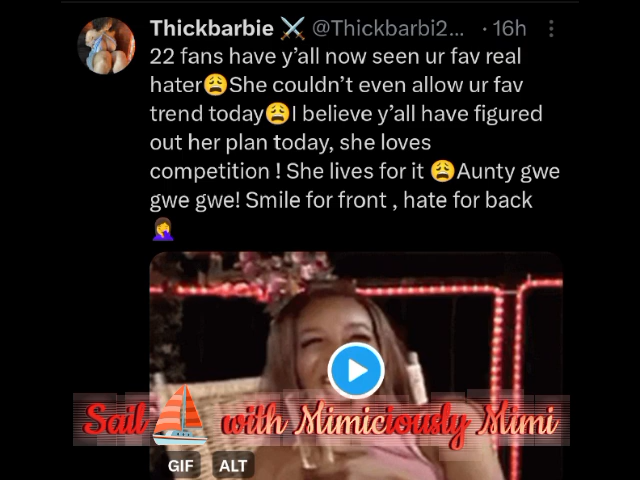 Thickbarbie ⚔️ @Thickbarbi2... · 16h
22 fans have y’all now seen ur fav real
hater😩She couldn’t even allow ur fav
trend today😩I believe y’all have figured
out her plan today, she loves
competition ! She lives for it 😩Aunty gwe
gwe gwe! Smile for front , hate for back
🤦‍♀️
Sail⛵ with Mimiciously Mimi
GIF ALT